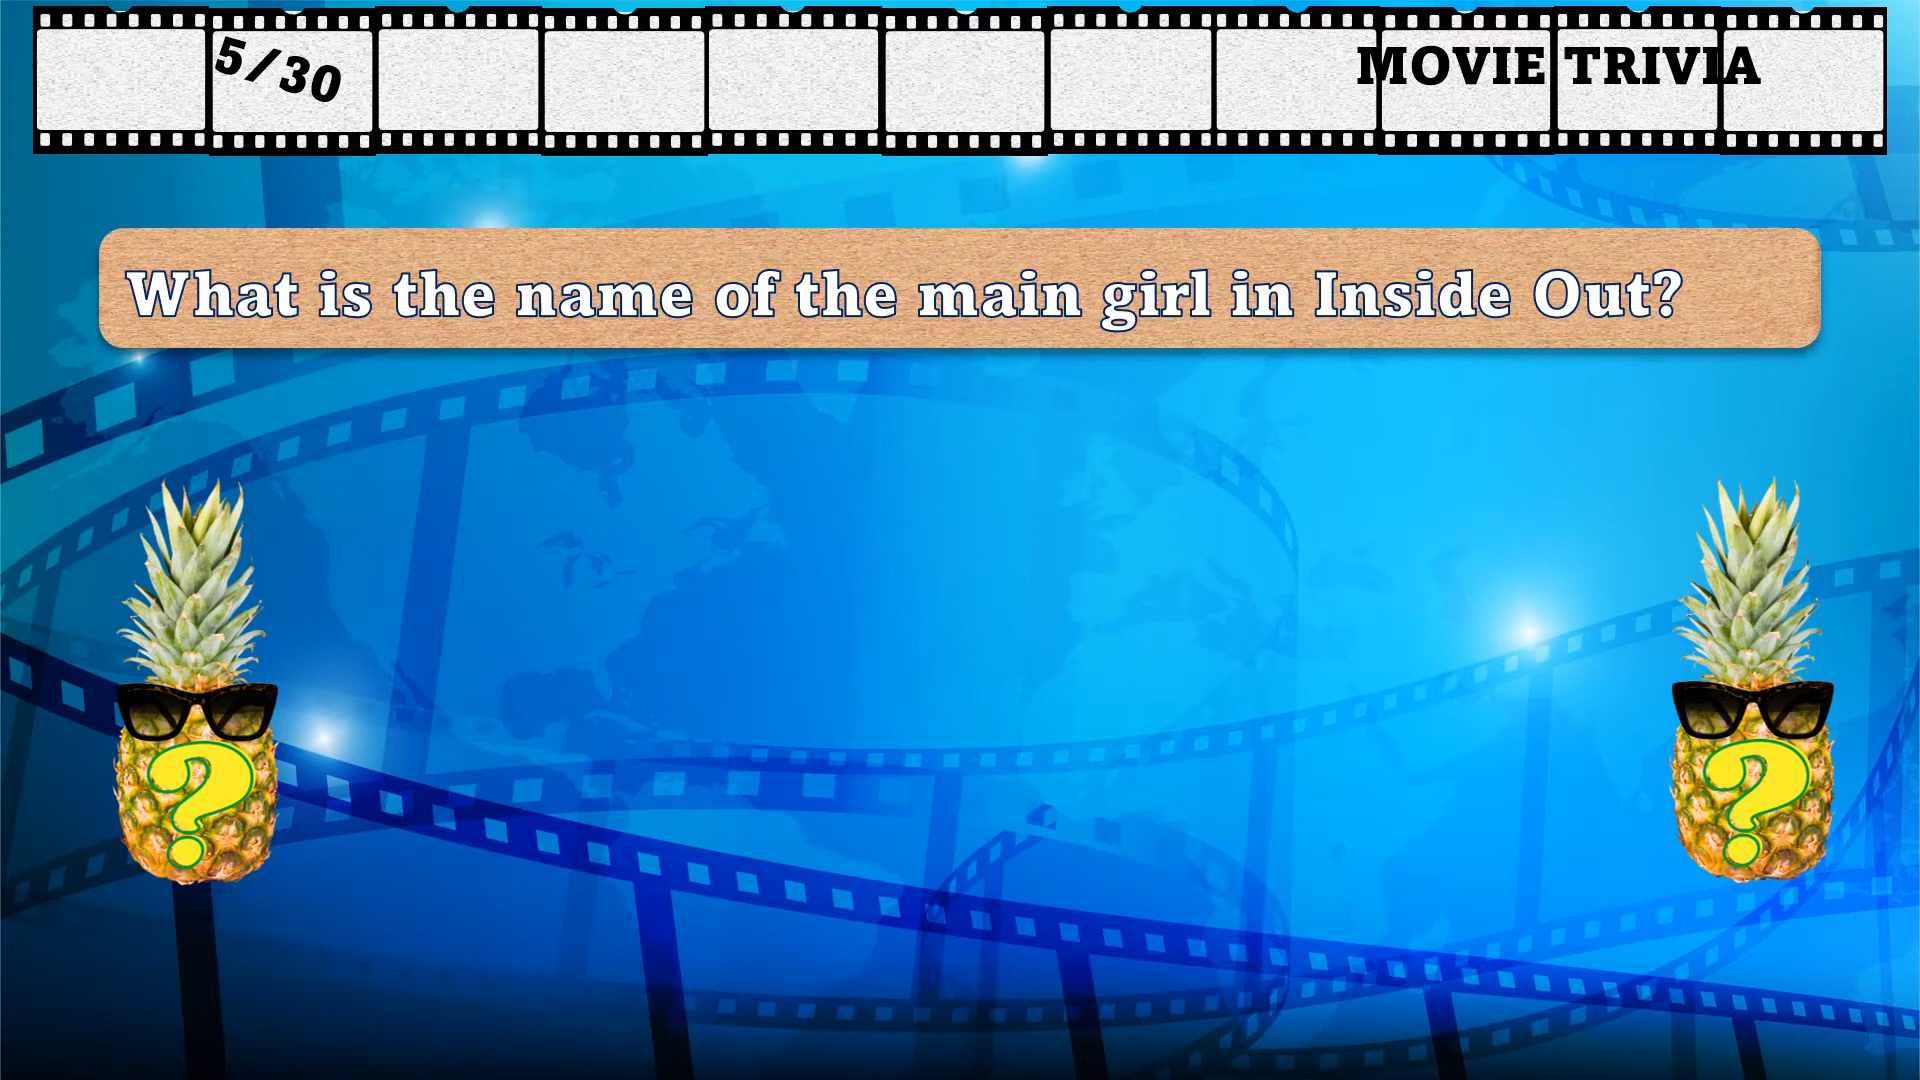 5/30
MOVIE TRIVIA
What is the name of the main girl in Inside Out?
?
?